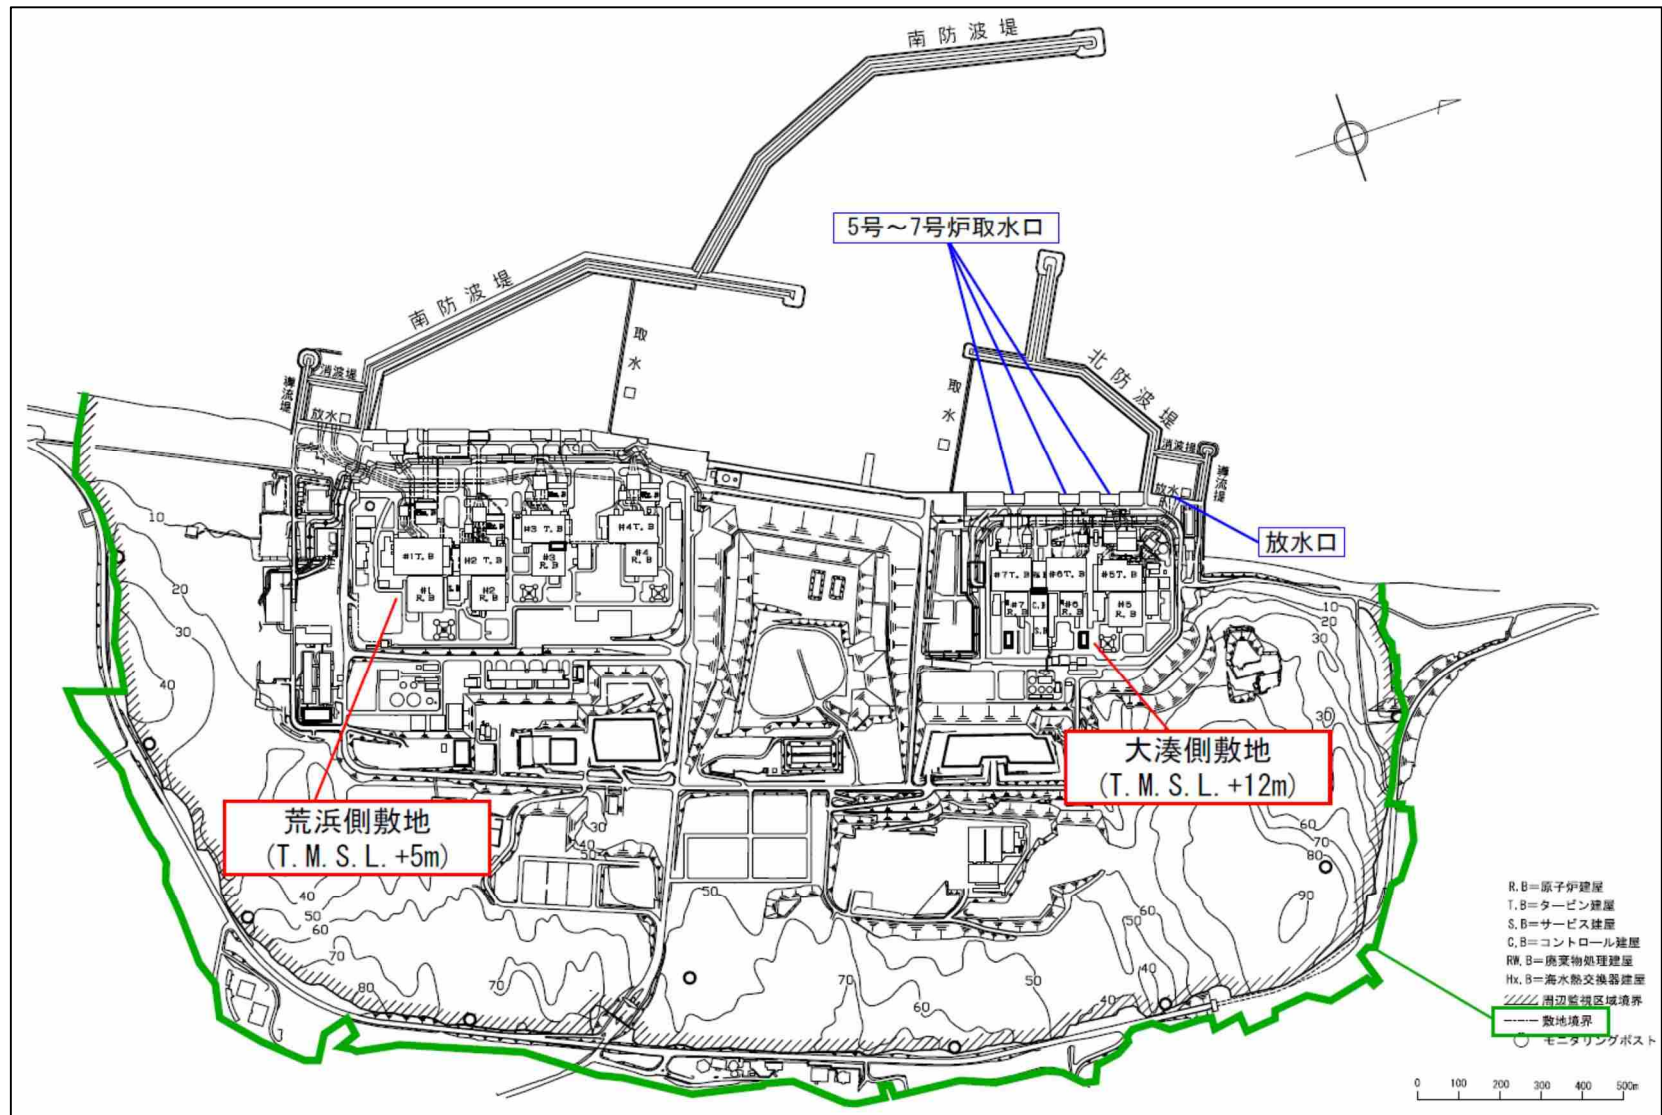 南防波堤
5号～7号炉取水口
南防波堤
取水口
北防波堤
取水口
消波堤
導流堤
放水口
消波堤
導流堤
放水口
放水口
10
20
30
40
#1T.B
#2 T.B
#3 T.B
#4T.B
#1
R.B
#2
R.B
#3
R.B
#4
R.B
#7T.B
#6T.B
#5T.B
#7
R.B
C.B
#6
R.B
#5
R.B
S.B
10
20
30
30
大湊側敷地
(T.M.S.L.+12m)
荒浜側敷地
(T.M.S.L.+5m)
30
40
50
60
70
80
90
40
50
60
70
80
70
50
70
60
50
60
40
40
50
R.B=原子炉建屋
T.B=タービン建屋
S.B=サービス建屋
C.B=コントロール建屋
RW.B=廃棄物処理建屋
Hx.B=海水熱交換器建屋
周辺監視区域境界
敷地境界
モニタリングポスト
0 100 200 300 400 500m